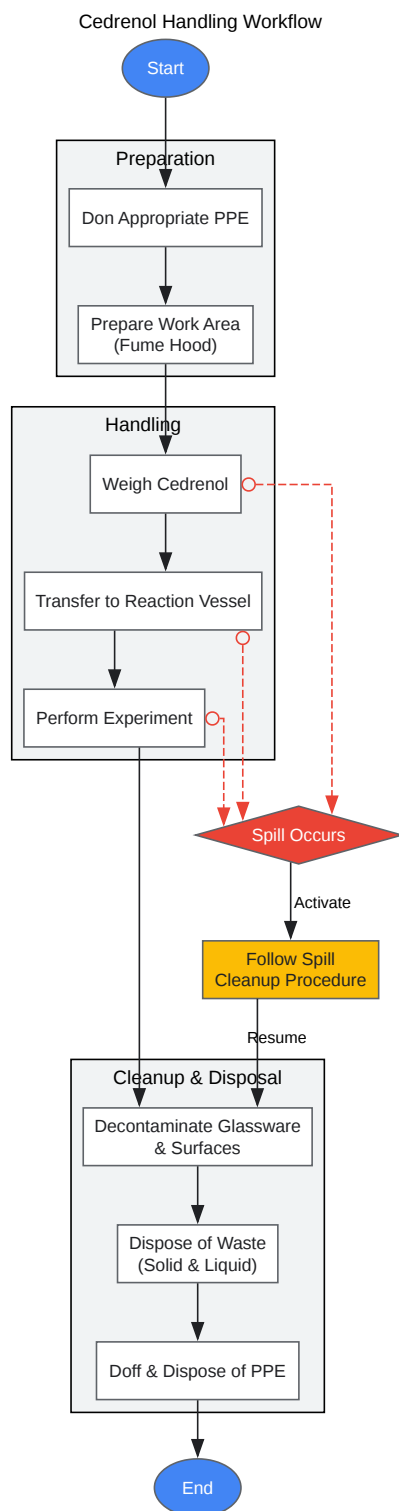 Cedrenol Handling Workflow
Start
Preparation
Don Appropriate PPE
Prepare Work Area
(Fume Hood)
Handling
Weigh Cedrenol
Transfer to Reaction Vessel
Perform Experiment
Spill Occurs
Activate
Follow Spill
Cleanup Procedure
Resume
Cleanup & Disposal
Decontaminate Glassware
& Surfaces
Dispose of Waste
(Solid & Liquid)
Doff & Dispose of PPE
End